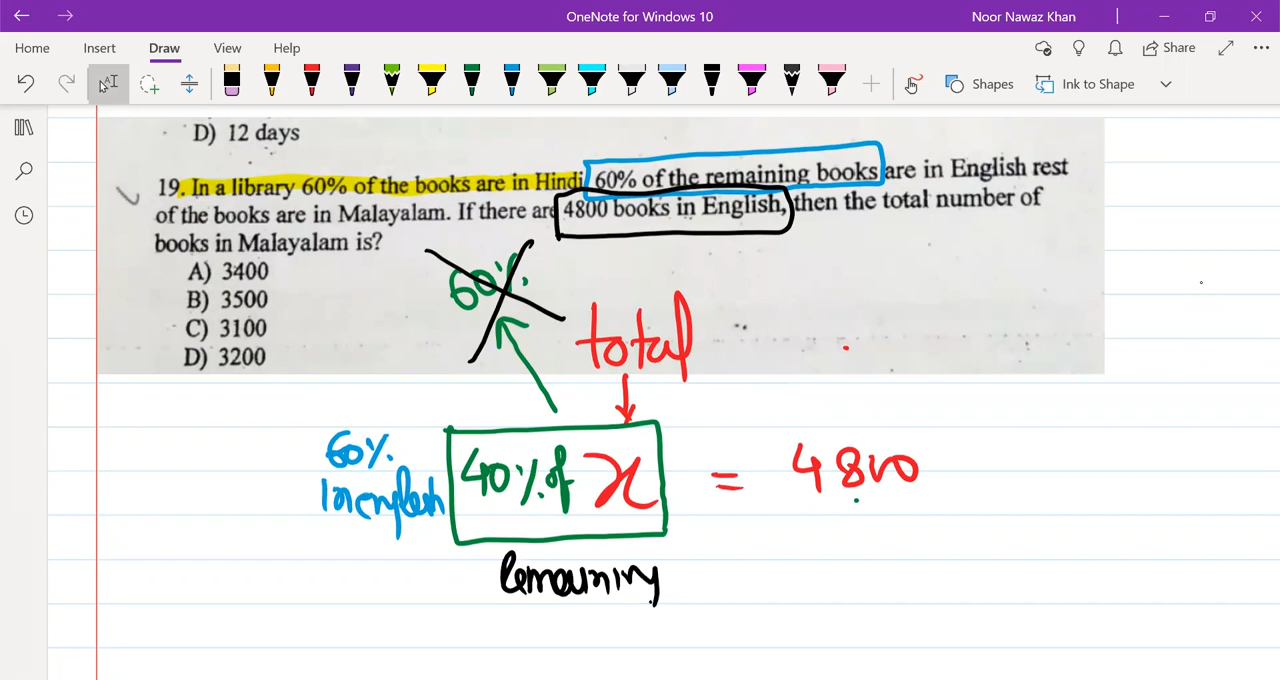 OneNote for Windows 10
Noor Nawaz Khan
Home Insert Draw View Help
Share
Shapes
Ink to Shape
D) 12 days
19. In a library 60% of the books are in Hindi 60% of the remaining books are in English rest
of the books are in Malayalam. If there are 4800 books in English, then the total number of
books in Malayalam is?
A) 3400
B) 3500
C) 3100
D) 3200
60%
total
60%
In english
40% of x = 4800
Remaining